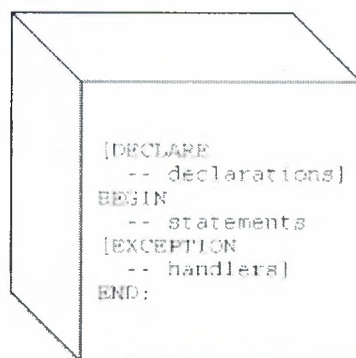 [DECLARE
-- declarations]
BEGIN
-- statements
[EXCEPTION
-- handlers]
END;